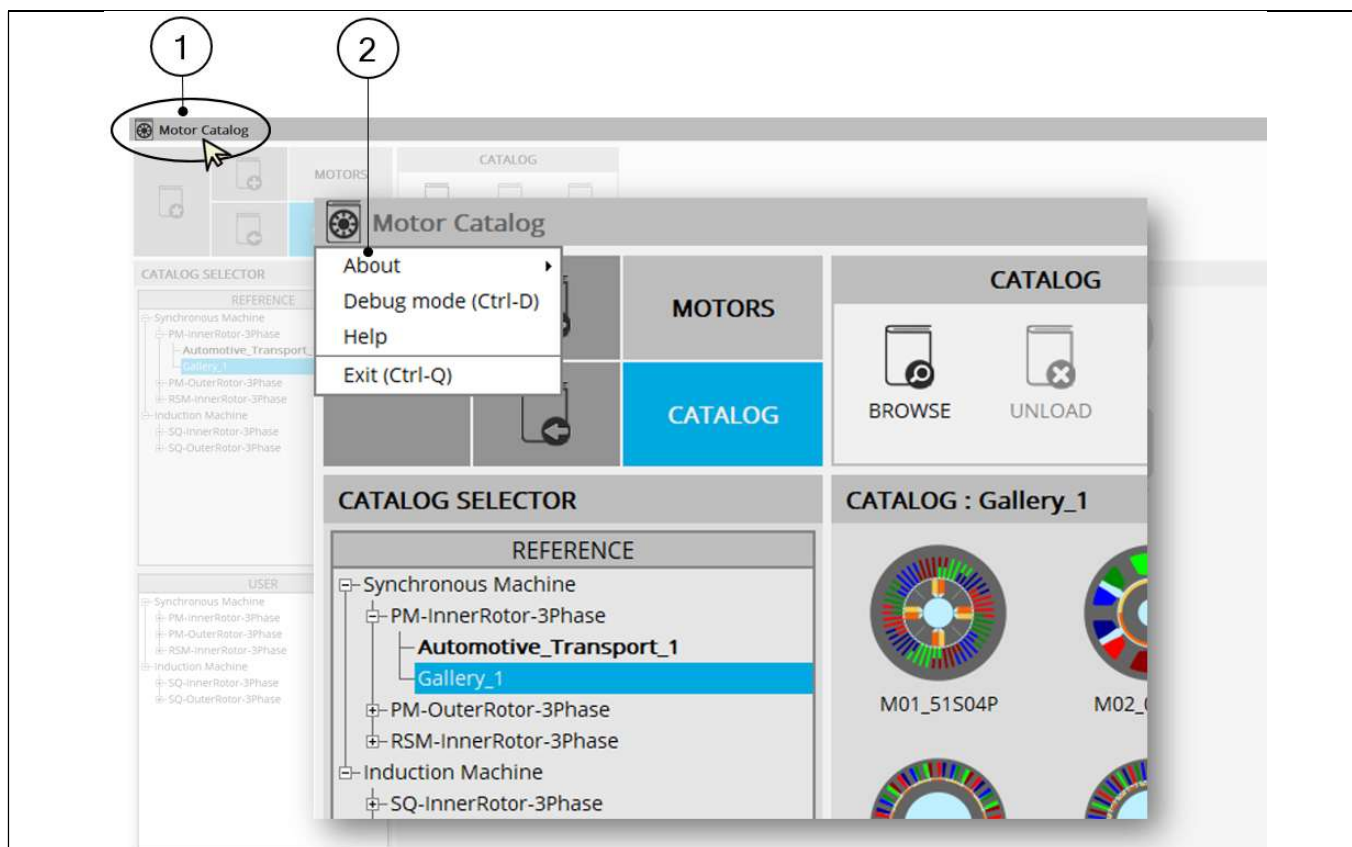 1
2
Motor Catalog
MOTORS
CATALOG
CATALOG SELECTOR
REFERENCE
Synchronous Machine
PM-InnerRotor-3Phase
Automotive_Transport_
Gallery_1
PM-OuterRotor-3Phase
RSM-InnerRotor-3Phase
Induction Machine
SQ-InnerRotor-3Phase
SQ-OuterRotor-3Phase
USER
Synchronous Machine
PM-InnerRotor-3Phase
PM-OuterRotor-3Phase
RSM-InnerRotor-3Phase
Induction Machine
SQ-InnerRotor-3Phase
SQ-OuterRotor-3Phase
Motor Catalog
About
Debug mode (Ctrl-D)
Help
Exit (Ctrl-Q)
MOTORS
CATALOG
CATALOG
BROWSE
UNLOAD
CATALOG SELECTOR
REFERENCE
Synchronous Machine
PM-InnerRotor-3Phase
Automotive_Transport_1
Gallery_1
PM-OuterRotor-3Phase
RSM-InnerRotor-3Phase
Induction Machine
SQ-InnerRotor-3Phase
CATALOG : Gallery_1
M01_51S04P
M02_